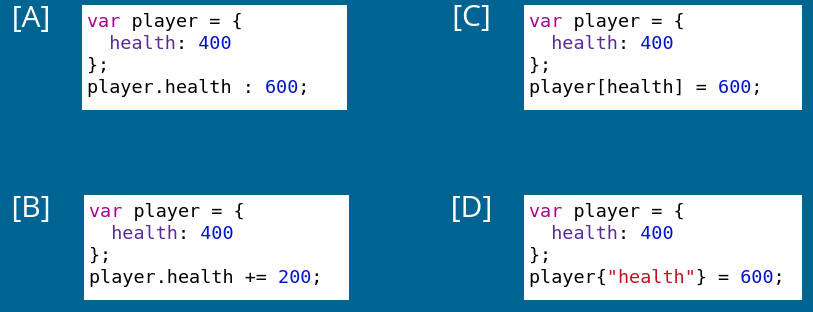 [A]
var player = {
  health: 400
};
player.health : 600;
[C]
var player = {
  health: 400
};
player[health] = 600;
[B]
var player = {
  health: 400
};
player.health += 200;
[D]
var player = {
  health: 400
};
player{"health"} = 600;